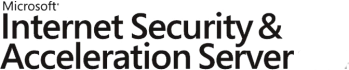 Microsoft®
Internet Security &
Acceleration Server